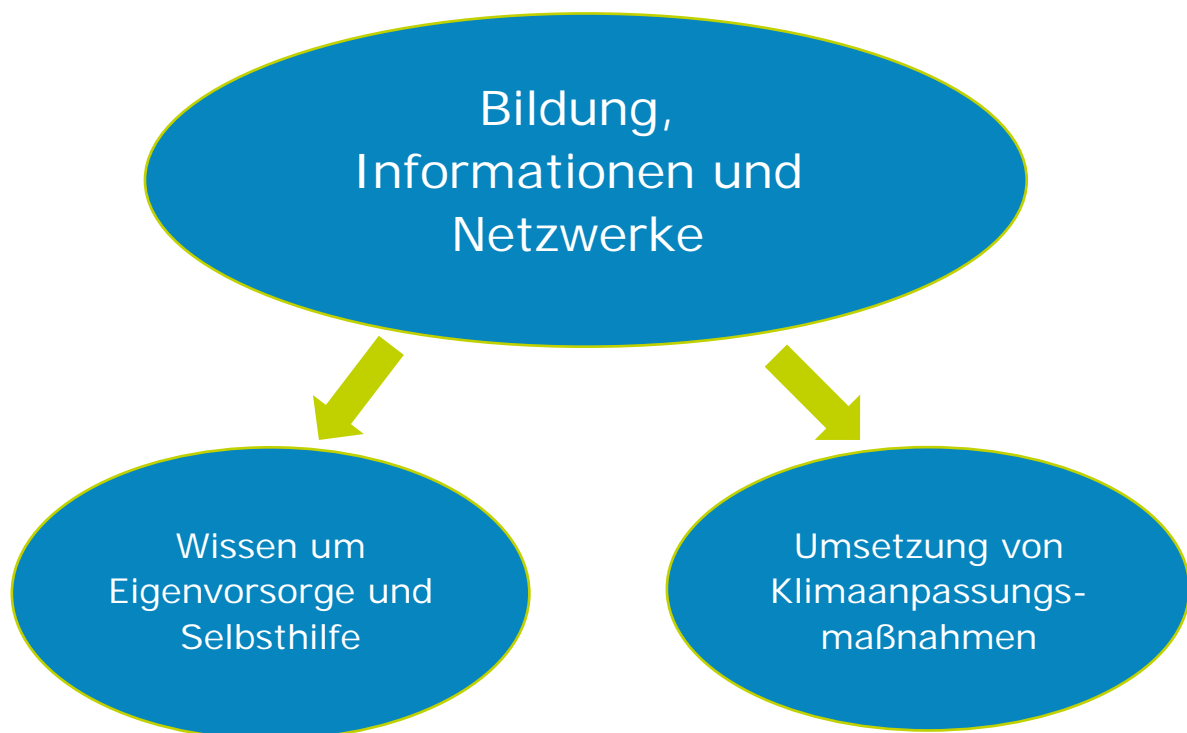 Bildung,
Informationen und
Netzwerke
Wissen um
Eigenvorsorge und
Selbsthilfe
Umsetzung von
Klimaanpassungs-
maßnahmen